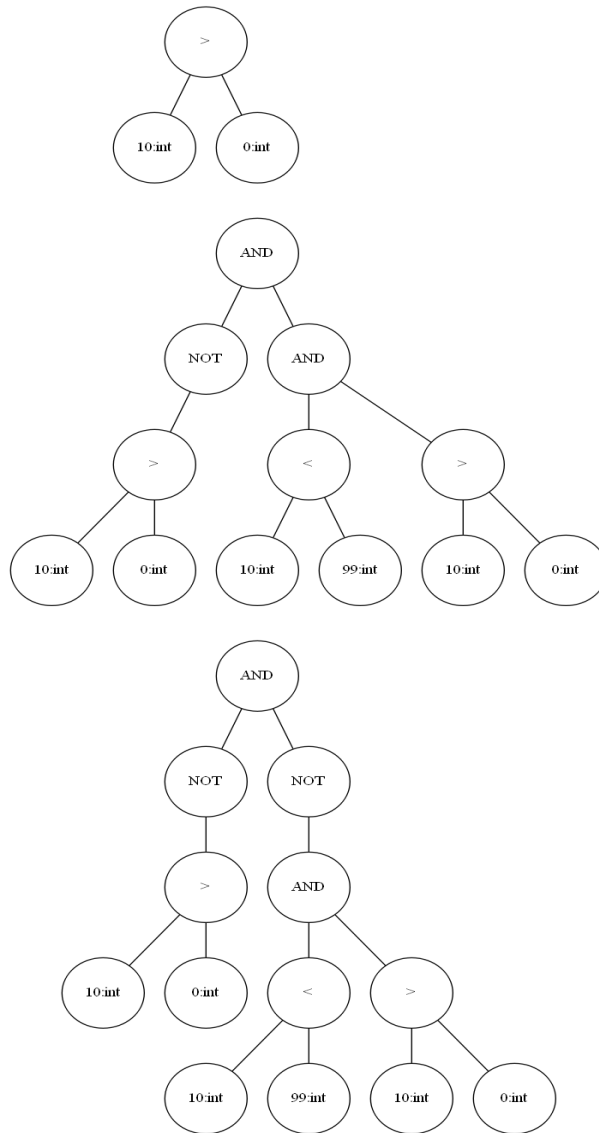 >
10:int 0:int
AND
NOT AND
> < >
10:int 0:int 10:int 99:int 10:int 0:int
AND
NOT NOT
> AND
10:int 0:int < >
10:int 99:int 10:int 0:int